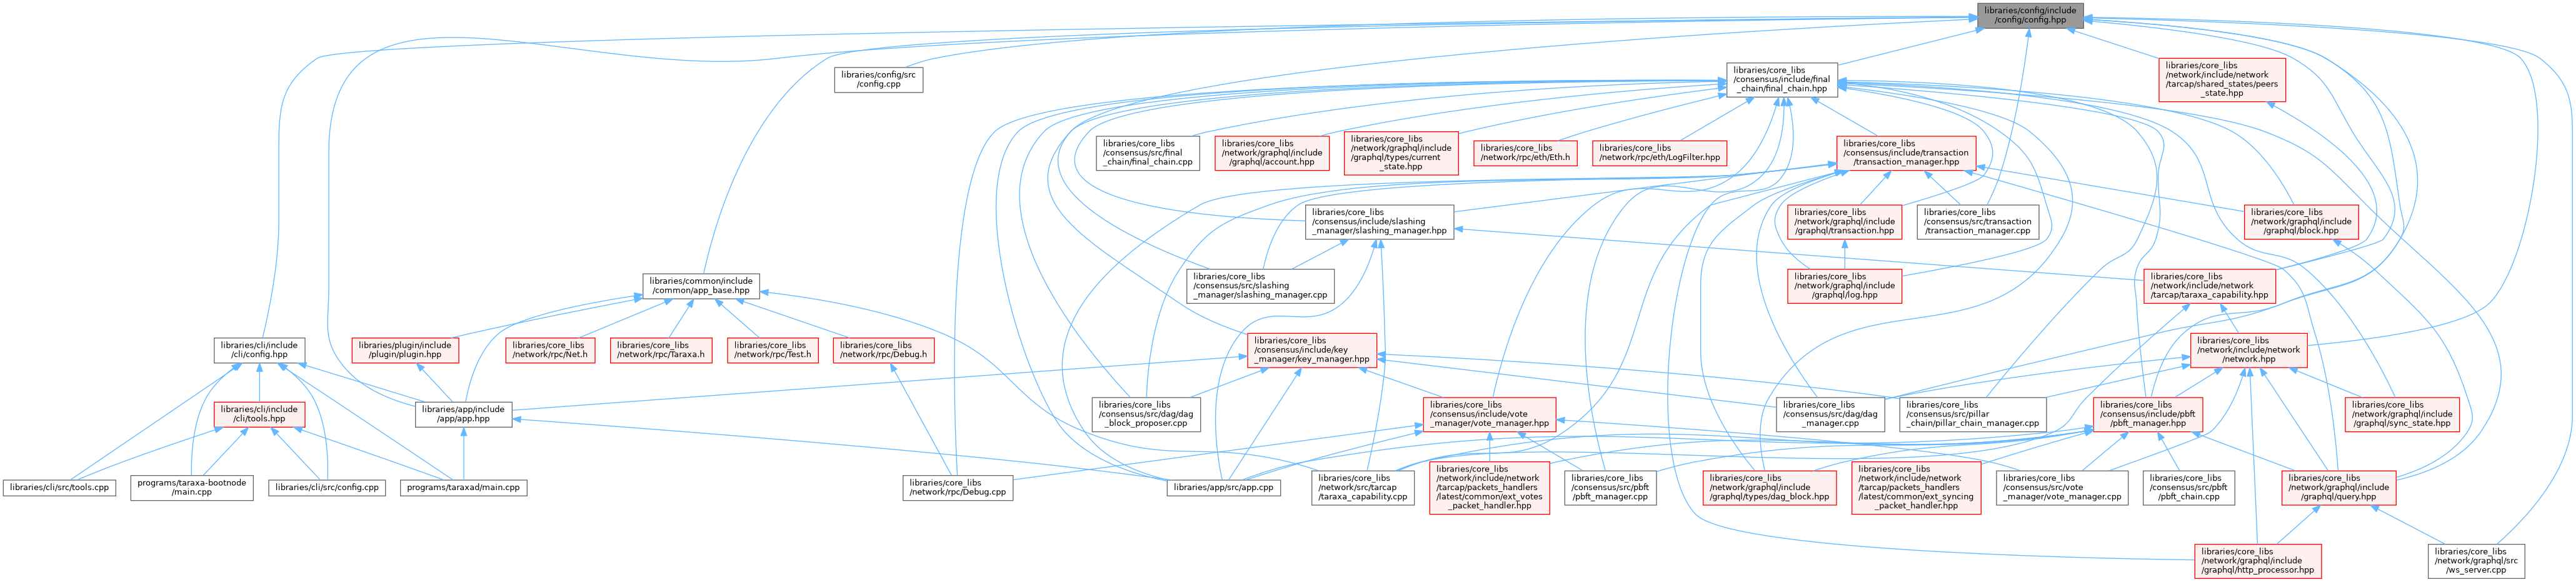 libraries/config/include
/config/config.hpp
libraries/config/src
/config.cpp
libraries/core_libs
/consensus/include/final
_chain/final_chain.hpp
libraries/core_libs
/network/include/network
/tarcap/shared_states/peers
_state.hpp
libraries/core_libs
/consensus/src/final
_chain/final_chain.cpp
libraries/core_libs
/network/graphql/include
/graphql/account.hpp
libraries/core_libs
/network/graphql/include
/graphql/types/current
_state.hpp
libraries/core_libs
/network/rpc/eth/Eth.h
libraries/core_libs
/network/rpc/eth/LogFilter.hpp
libraries/core_libs
/consensus/include/transaction
/transaction_manager.hpp
libraries/core_libs
/consensus/include/slashing
_manager/slashing_manager.hpp
libraries/core_libs
/network/graphql/include
/graphql/transaction.hpp
libraries/core_libs
/consensus/src/transaction
/transaction_manager.cpp
libraries/core_libs
/network/graphql/include
/graphql/block.hpp
libraries/common/include
/common/app_base.hpp
libraries/core_libs
/consensus/src/slashing
_manager/slashing_manager.cpp
libraries/core_libs
/network/graphql/include
/graphql/log.hpp
libraries/core_libs
/network/include/network
/tarcap/taraxa_capability.hpp
libraries/cli/include
/cli/config.hpp
libraries/plugin/include
/plugin/plugin.hpp
libraries/core_libs
/network/rpc/Net.h
libraries/core_libs
/network/rpc/Taraxa.h
libraries/core_libs
/network/rpc/Test.h
libraries/core_libs
/network/rpc/Debug.h
libraries/core_libs
/consensus/include/key
_manager/key_manager.hpp
libraries/core_libs
/network/include/network
/network.hpp
libraries/cli/include
/cli/tools.hpp
libraries/app/include
/app/app.hpp
libraries/core_libs
/consensus/src/dag/dag
_block_proposer.cpp
libraries/core_libs
/consensus/include/vote
_manager/vote_manager.hpp
libraries/core_libs
/consensus/src/dag/dag
_manager.cpp
libraries/core_libs
/consensus/src/pillar
_chain/pillar_chain_manager.cpp
libraries/core_libs
/consensus/include/pbft
/pbft_manager.hpp
libraries/core_libs
/network/graphql/include
/graphql/sync_state.hpp
libraries/cli/src/tools.cpp
programs/taraxa-bootnode
/main.cpp
libraries/cli/src/config.cpp
programs/taraxad/main.cpp
libraries/core_libs
/network/rpc/Debug.cpp
libraries/app/src/app.cpp
libraries/core_libs
/network/src/tarcap
/taraxa_capability.cpp
libraries/core_libs
/network/include/network
/tarcap/packets_handlers
/latest/common/ext_votes
_packet_handler.hpp
libraries/core_libs
/consensus/src/pbft
/pbft_manager.cpp
libraries/core_libs
/network/graphql/include
/graphql/types/dag_block.hpp
libraries/core_libs
/network/include/network
/tarcap/packets_handlers
/latest/common/ext_syncing
_packet_handler.hpp
libraries/core_libs
/consensus/src/vote
_manager/vote_manager.cpp
libraries/core_libs
/consensus/src/pbft
/pbft_chain.cpp
libraries/core_libs
/network/graphql/include
/graphql/query.hpp
libraries/core_libs
/network/graphql/include
/graphql/http_processor.hpp
libraries/core_libs
/network/graphql/src
/ws_server.cpp